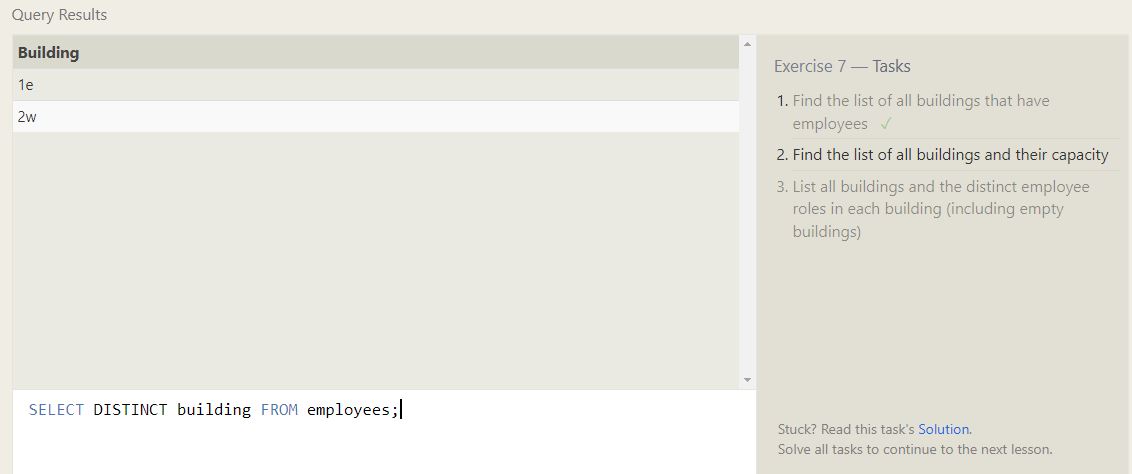 Query Results
Building
1e
2w
SELECT DISTINCT building FROM employees;
Exercise 7 — Tasks
1. Find the list of all buildings that have
employees ✓
2. Find the list of all buildings and their capacity
3. List all buildings and the distinct employee
roles in each building (including empty
buildings)
Stuck? Read this task's Solution.
Solve all tasks to continue to the next lesson.